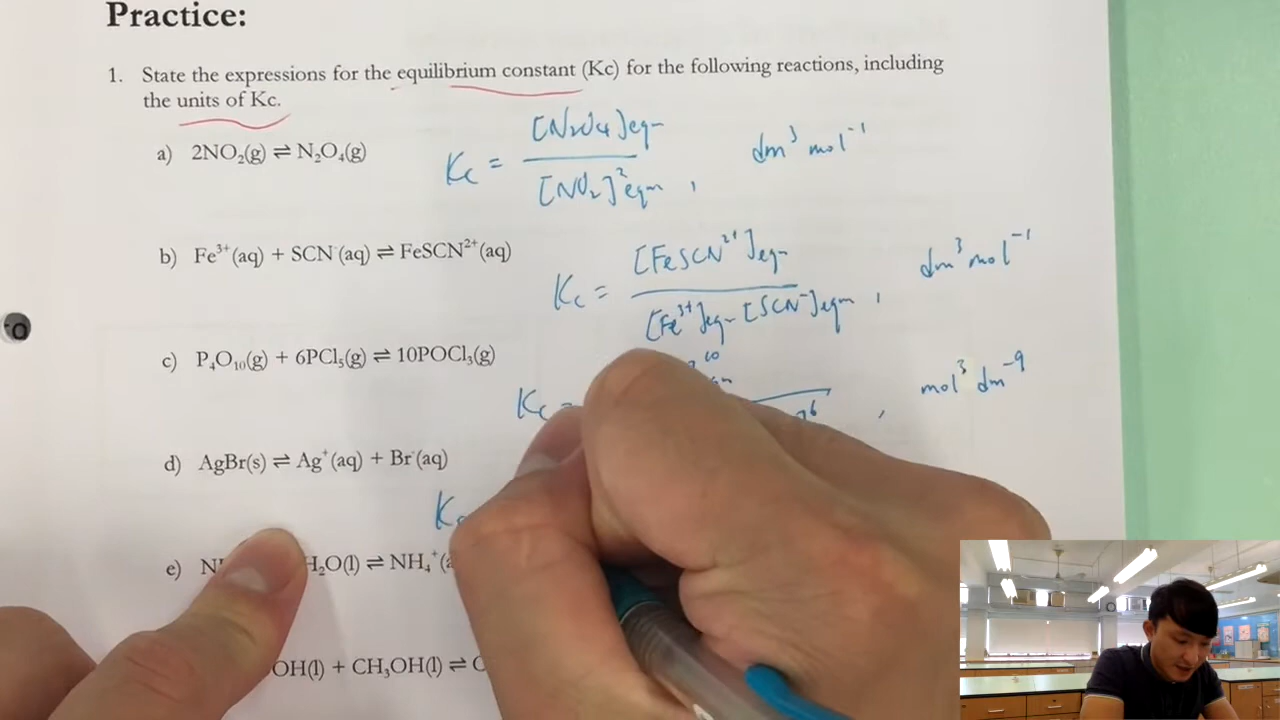 Practice:
1. State the expressions for the equilibrium constant (Kc) for the following reactions, including
the units of Kc.
a) 2NO₂(g) ⇌ N₂O₄(g)
Kc = [N₂O₄]eqm / [NO₂]²eqm , dm³ mol⁻¹
b) Fe³⁺(aq) + SCN⁻(aq) ⇌ FeSCN²⁺(aq)
Kc = [FeSCN²⁺]eqm / [Fe³⁺]eqm [SCN⁻]eqm , dm³ mol⁻¹
c) P₄O₁₀(g) + 6PCl₅(g) ⇌ 10POCl₃(g)
Kc = , mol³ dm⁻⁹
d) AgBr(s) ⇌ Ag⁺(aq) + Br⁻(aq)
Kc
e) H₂O(l) ⇌ NH₄⁺(a
OH(l) + CH₃OH(l) ⇌ C